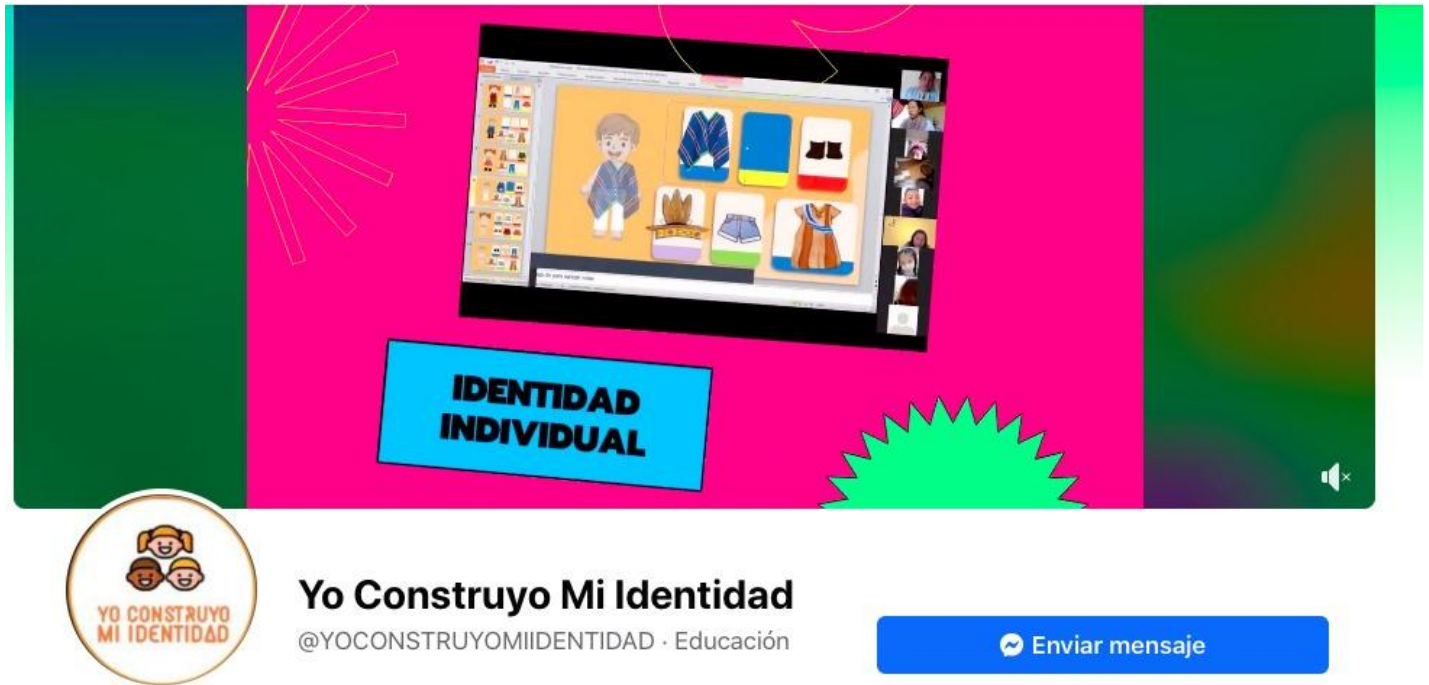 IDENTIDAD
INDIVIDUAL
YO CONSTRUYO
MI IDENTIDAD
Yo Construyo Mi Identidad
@YOCONSTRUYOMIIDENTIDAD · Educación
Enviar mensaje